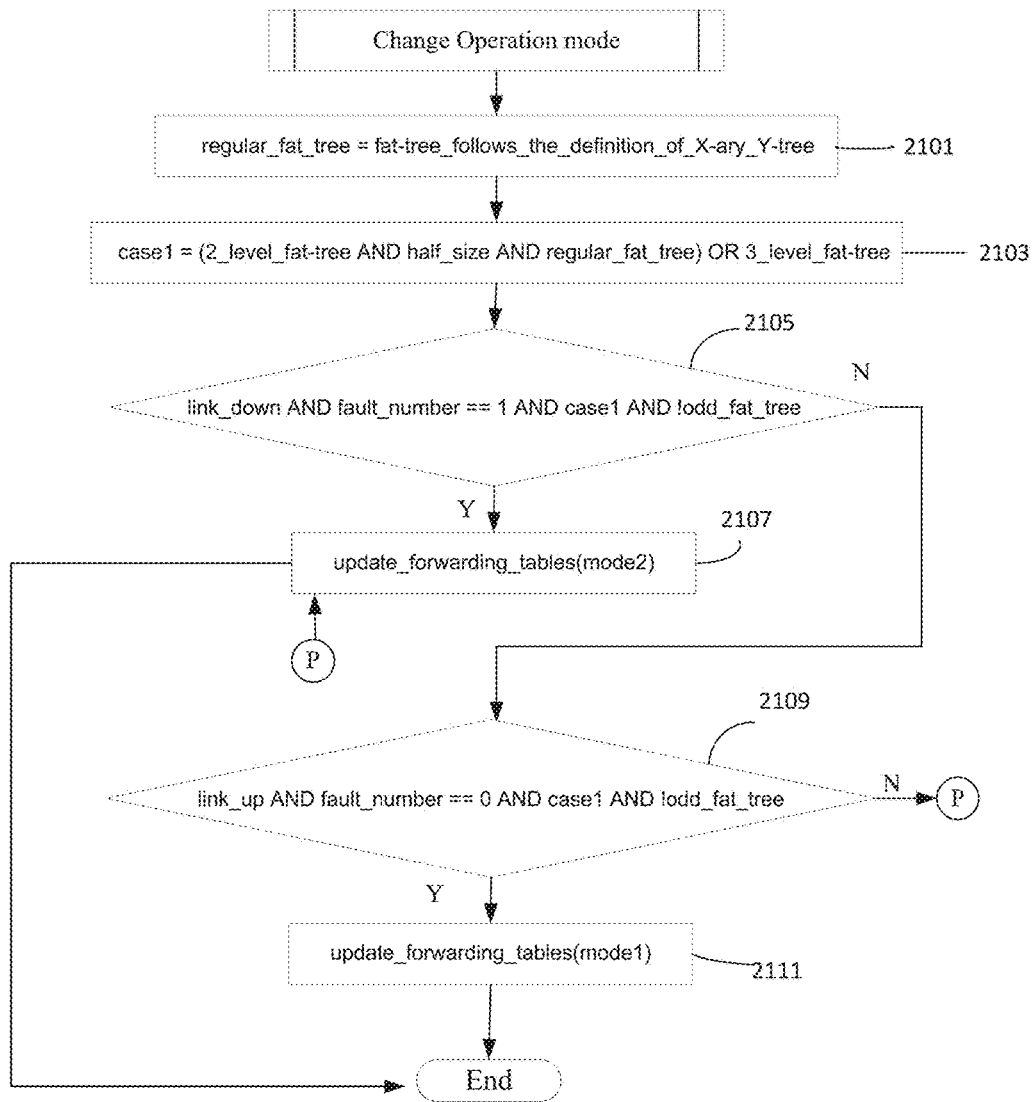 Change Operation mode
regular_fat_tree = fat-tree_follows_the_definition_of_X-ary_Y-tree
2101
case1 = (2_level_fat-tree AND half_size AND regular_fat_tree) OR 3_level_fat-tree
2103
2105
N
link_down AND fault_number == 1 AND case1 AND !odd_fat_tree
Y
2107
update_forwarding_tables(mode2)
P
2109
link_up AND fault_number == 0 AND case1 AND !odd_fat_tree
N
P
Y
update_forwarding_tables(mode1)
2111
End